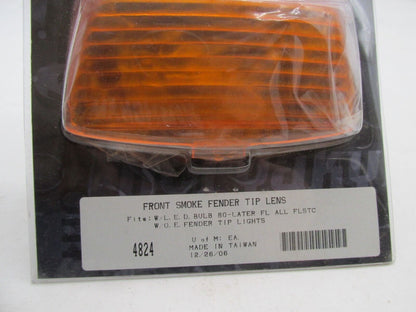 FRONT SMOKE FENDER TIP LENS
Fits: W/L.E.D. BULB 80-LATER FL ALL FLSTC
W/O.E. FENDER TIP LIGHTS
4824
U of M: EA.
MADE IN TAIWAN
12/26/06